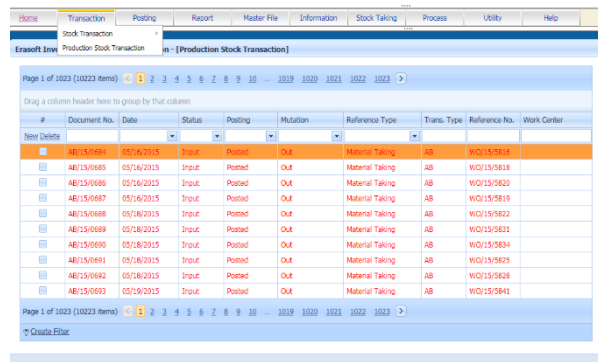 Home Transaction Posting Report Master File Information Stock Taking Process Utility Help
Stock Transaction
Production Stock Transaction
Erasoft Inve on - [Production Stock Transaction]
Page 1 of 1023 (10223 items) < 1 2 3 4 5 6 7 8 9 10 ... 1019 1020 1021 1022 1023 >
Drag a column header here to group by that column
# Document No. Date Status Posting Mutation Reference Type Trans. Type Reference No. Work Center
New Delete
AB/15/0684 05/16/2015 Input Posted Out Material Taking AB WO/15/5816
AB/15/0685 05/16/2015 Input Posted Out Material Taking AB WO/15/5818
AB/15/0686 05/16/2015 Input Posted Out Material Taking AB WO/15/5820
AB/15/0687 05/16/2015 Input Posted Out Material Taking AB WO/15/5819
AB/15/0688 05/18/2015 Input Posted Out Material Taking AB WO/15/5822
AB/15/0689 05/18/2015 Input Posted Out Material Taking AB WO/15/5831
AB/15/0690 05/18/2015 Input Posted Out Material Taking AB WO/15/5834
AB/15/0691 05/18/2015 Input Posted Out Material Taking AB WO/15/5825
AB/15/0692 05/18/2015 Input Posted Out Material Taking AB WO/15/5828
AB/15/0693 05/19/2015 Input Posted Out Material Taking AB WO/15/5841
Page 1 of 1023 (10223 items) < 1 2 3 4 5 6 7 8 9 10 ... 1019 1020 1021 1022 1023 >
Create Filter